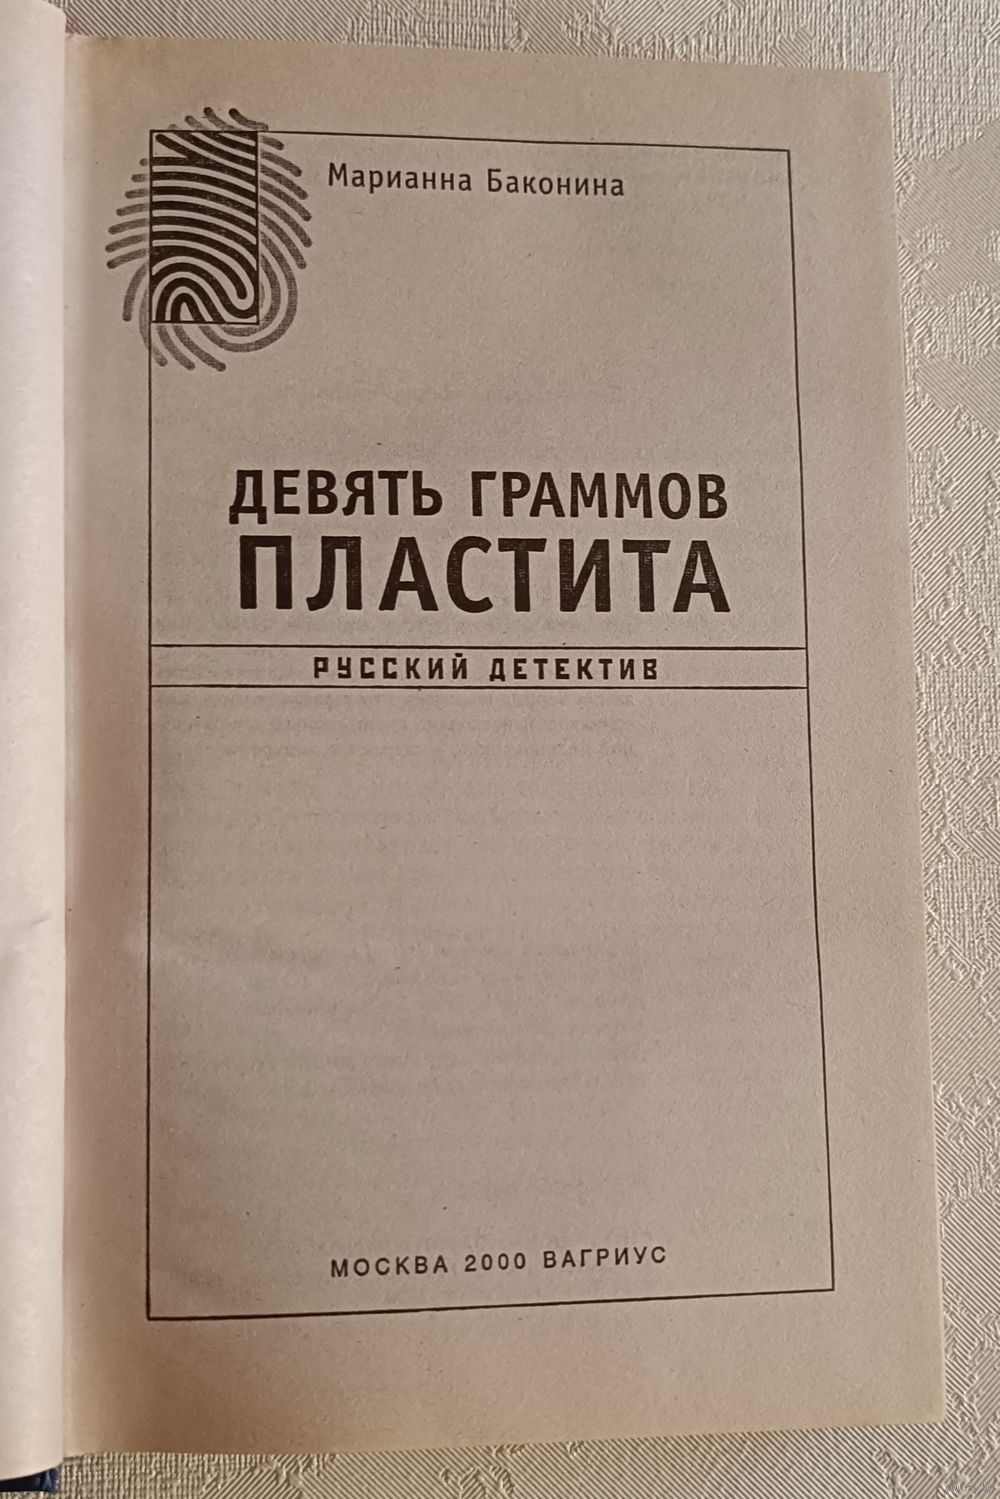 Марианна Баконина
ДЕВЯТЬ ГРАММОВ
ПЛАСТИТА
РУССКИЙ ДЕТЕКТИВ
МОСКВА 2000 ВАГРИУС